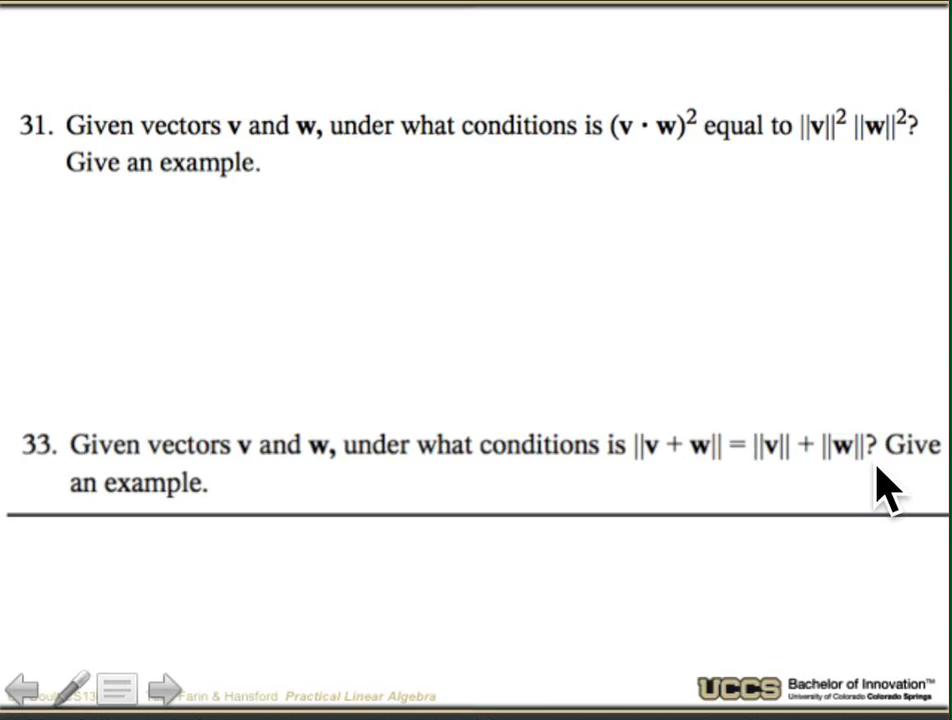 31. Given vectors v and w, under what conditions is (v · w)² equal to ||v||² ||w||²?
Give an example.
33. Given vectors v and w, under what conditions is ||v + w|| = ||v|| + ||w||? Give
an example.
Farin & Hansford Practical Linear Algebra
UCCS Bachelor of Innovation™
University of Colorado Colorado Springs